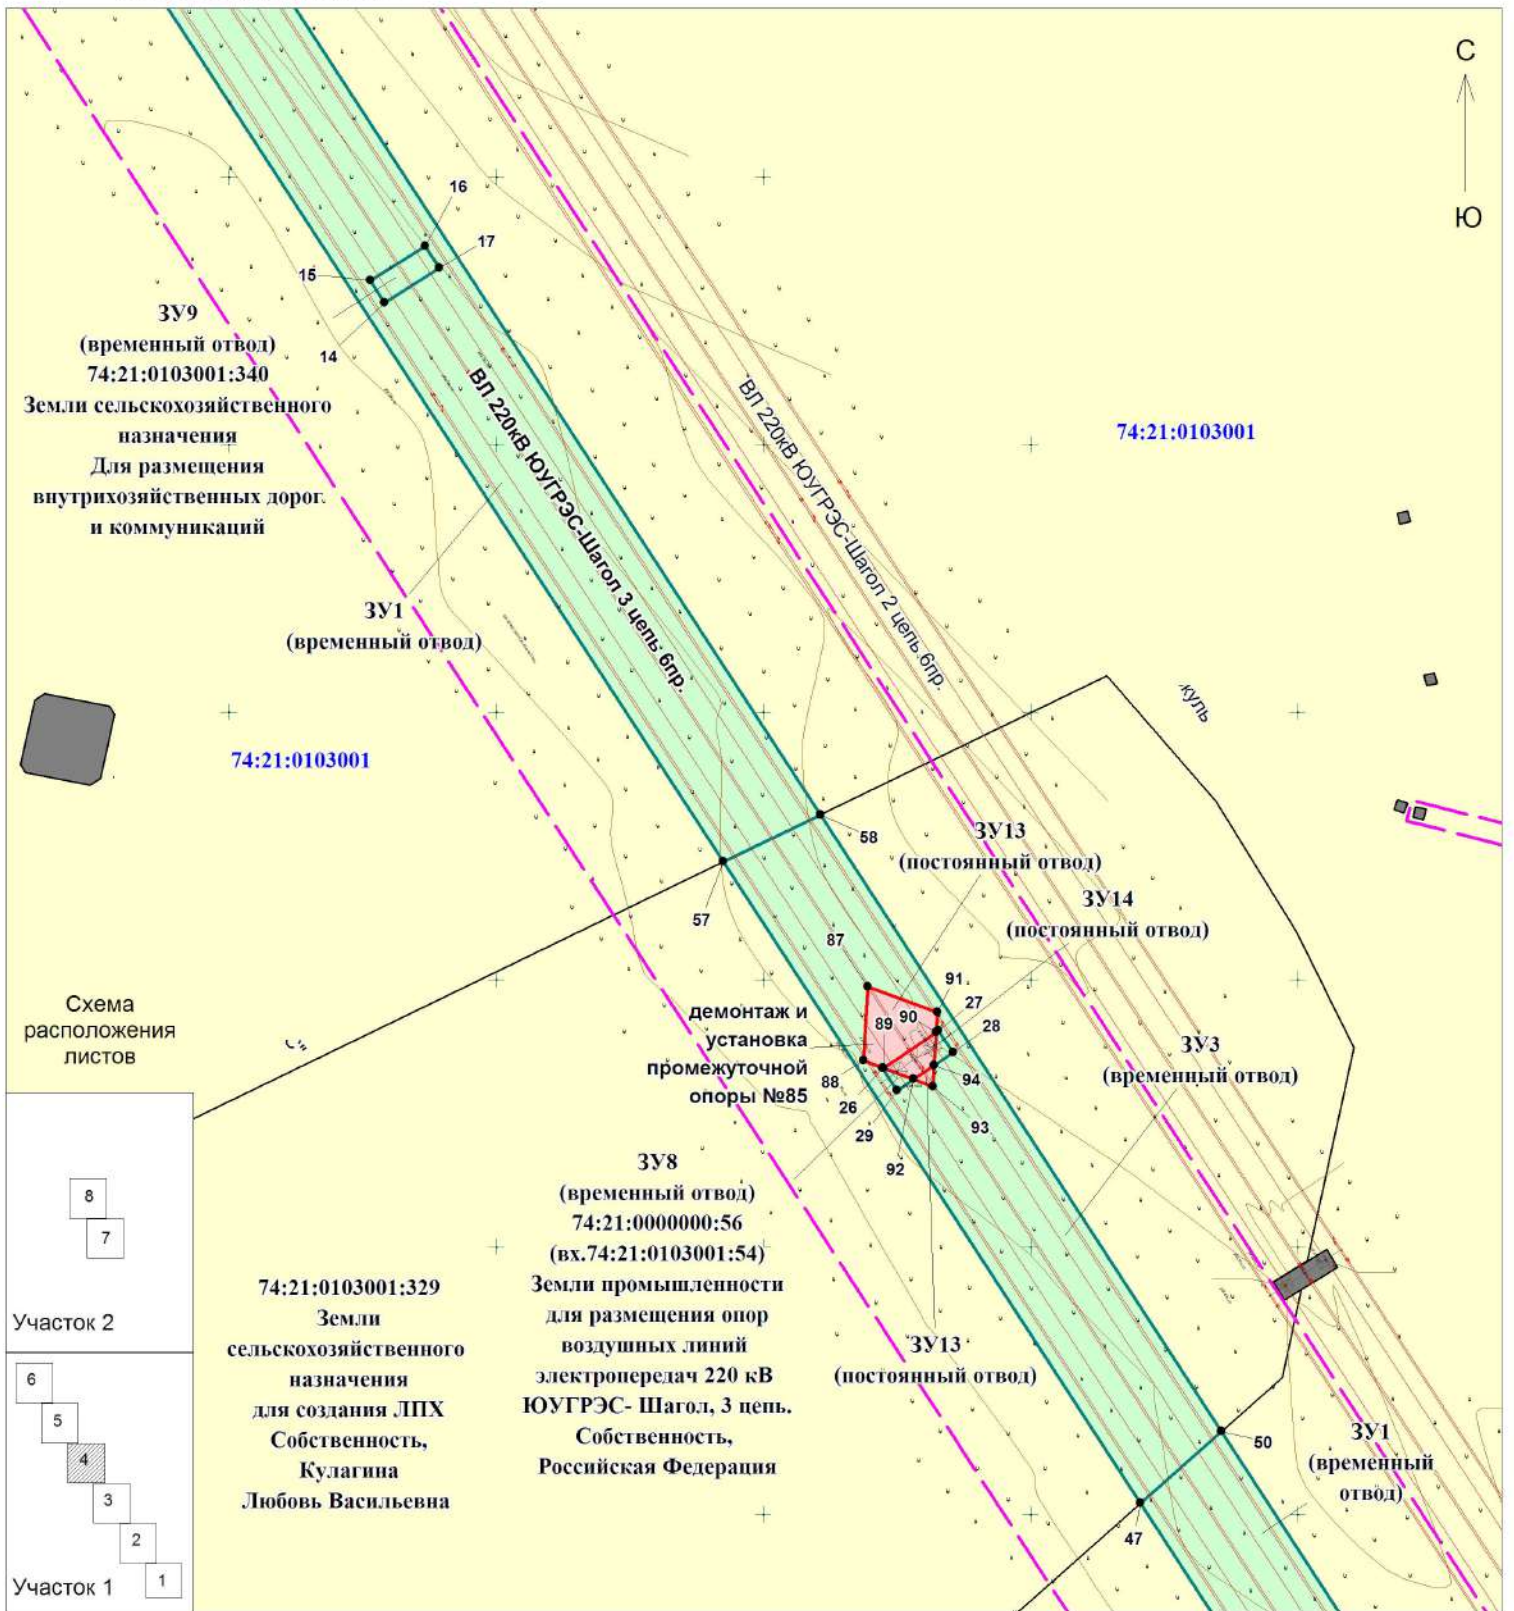 С
Ю
16
17
15
14
ЗУ9
(временный отвод)
74:21:0103001:340
Земли сельскохозяйственного
назначения
Для размещения
внутрихозяйственных дорог
и коммуникаций
ВЛ 220кВ ЮУГРЭС-Шагол 3 цепь 6пр.
ВЛ 220кВ ЮУГРЭС-Шагол 2 цепь 6пр.
74:21:0103001
ЗУ1
(временный отвод)
74:21:0103001
куль
58
57
ЗУ13
(постоянный отвод)
ЗУ14
(постоянный отвод)
87
91
27
28
90
89
демонтаж и
установка
промежуточной
опоры №85
88
26
29
92
94
93
ЗУ3
(временный отвод)
Схема
расположения
листов
8
7
Участок 2
6
5
4
3
2
1
Участок 1
74:21:0103001:329
Земли
сельскохозяйственного
назначения
для создания ЛПХ
Собственность,
Кулагина
Любовь Васильевна
ЗУ8
(временный отвод)
74:21:0000000:56
(вх.74:21:0103001:54)
Земли промышленности
для размещения опор
воздушных линий
электропередач 220 кВ
ЮУГРЭС- Шагол, 3 цепь.
Собственность,
Российская Федерация
ЗУ13
(постоянный отвод)
50
47
ЗУ1
(временный
отвод)